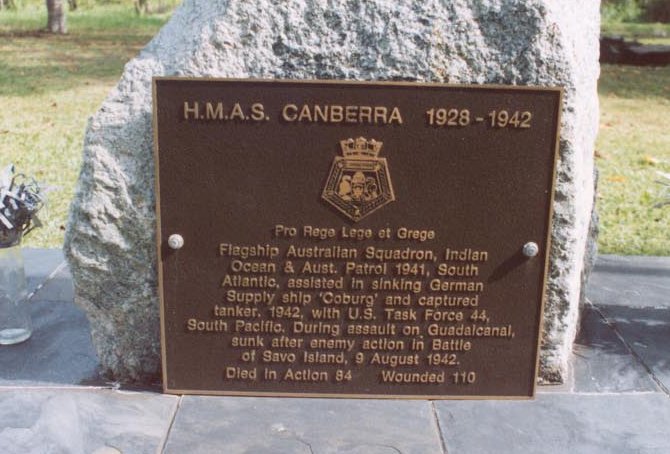 H.M.A.S. CANBERRA 1928-1942
Pro Rege Lege et Grege
Flagship Australian Squadron, Indian
Ocean & Aust. Patrol 1941, South
Atlantic, assisted in sinking German
Supply ship 'Coburg' and captured
tanker. 1942, with U.S. Task Force 44,
South Pacific. During assault on Guadalcanal,
sunk after enemy action in Battle
of Savo Island, 9 August 1942.
Died in Action 84 Wounded 110